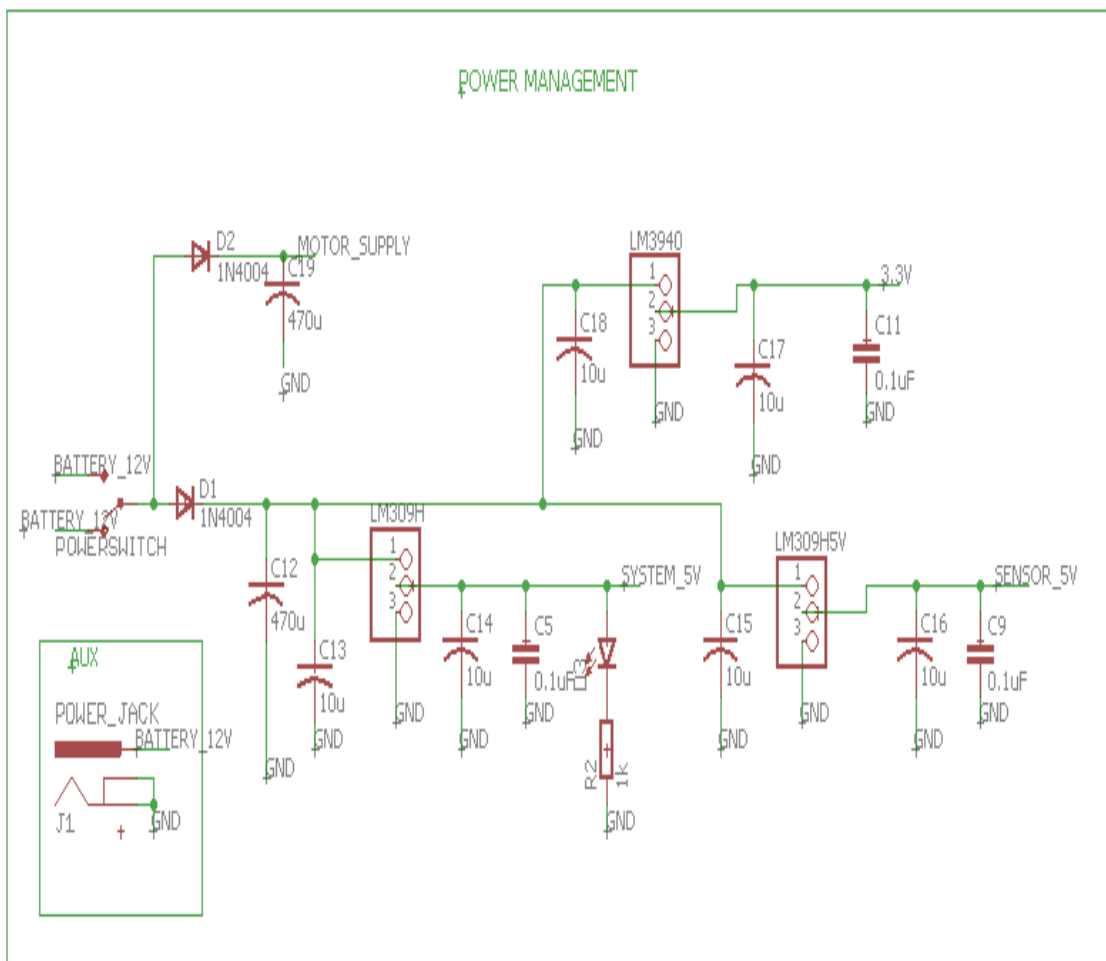 POWER MANAGEMENT
D2
1N4004
MOTOR_SUPPLY
C19
470u
GND
LM3940
1
2
3
GND
C18
10u
GND
C17
10u
GND
3.3V
C11
0.1uF
GND
BATTERY_12V
BATTERY_12V
POWERSWITCH
D1
1N4004
C12
470u
GND
C13
10u
GND
LM309H
1
2
3
GND
C14
10u
GND
C5
0.1uF
GND
SYSTEM_5V
R2
1k
GND
LM309H5V
1
2
3
GND
C15
10u
GND
C16
10u
GND
SENSOR_5V
C9
0.1uF
GND
AUX
POWER_JACK
BATTERY_12V
J1
GND